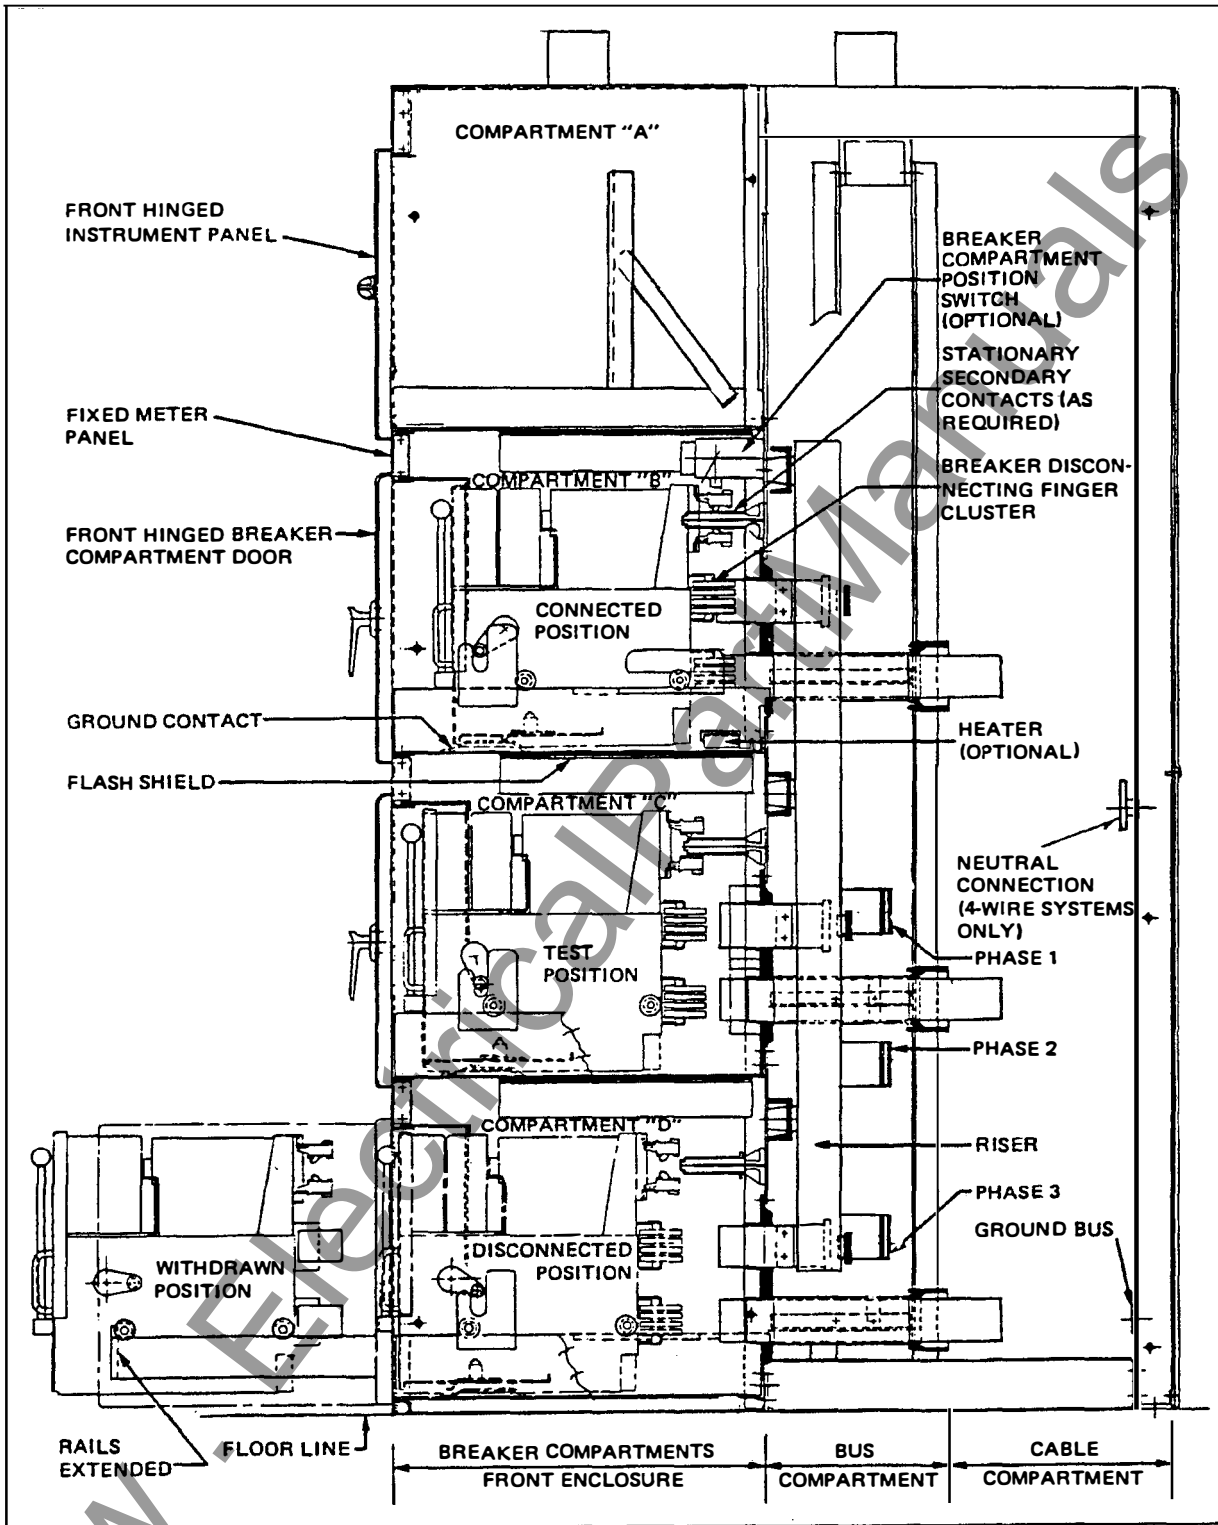 COMPARTMENT "A"
FRONT HINGED
INSTRUMENT PANEL
BREAKER
COMPARTMENT
POSITION
SWITCH
(OPTIONAL)
STATIONARY
SECONDARY
CONTACTS (AS
REQUIRED)
FIXED METER
PANEL
BREAKER DISCON-
NECTING FINGER
CLUSTER
COMPARTMENT "B"
FRONT HINGED BREAKER
COMPARTMENT DOOR
CONNECTED
POSITION
GROUND CONTACT
HEATER
(OPTIONAL)
FLASH SHIELD
COMPARTMENT "C"
NEUTRAL
CONNECTION
(4-WIRE SYSTEMS
ONLY)
TEST
POSITION
PHASE 1
PHASE 2
COMPARTMENT "D"
RISER
PHASE 3
GROUND BUS
WITHDRAWN
POSITION
DISCONNECTED
POSITION
RAILS
EXTENDED
FLOOR LINE
BREAKER COMPARTMENTS
FRONT ENCLOSURE
BUS
COMPARTMENT
CABLE
COMPARTMENT
w.ElectricalPartManuals